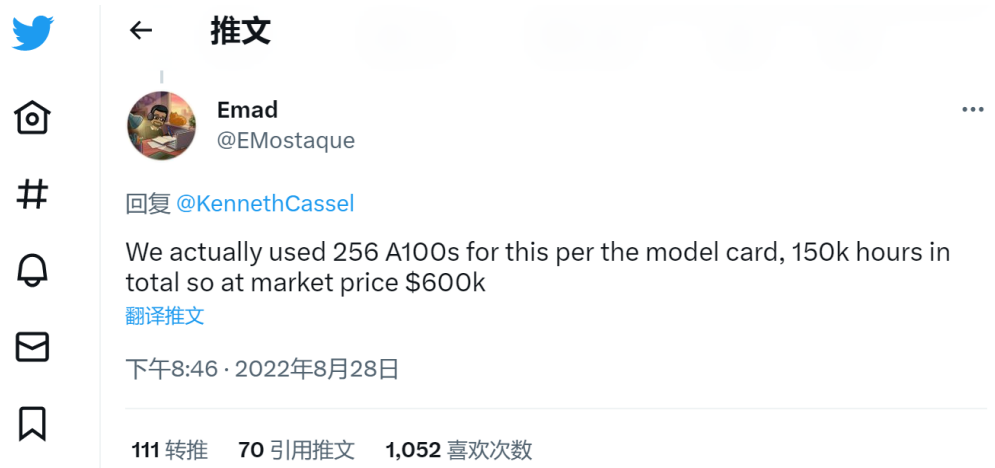 推文
Emad
@EMostaque
回复 @KennethCassel
We actually used 256 A100s for this per the model card, 150k hours in
total so at market price $600k
翻译推文
下午8:46 · 2022年8月28日
111 转推 70 引用推文 1,052 喜欢次数